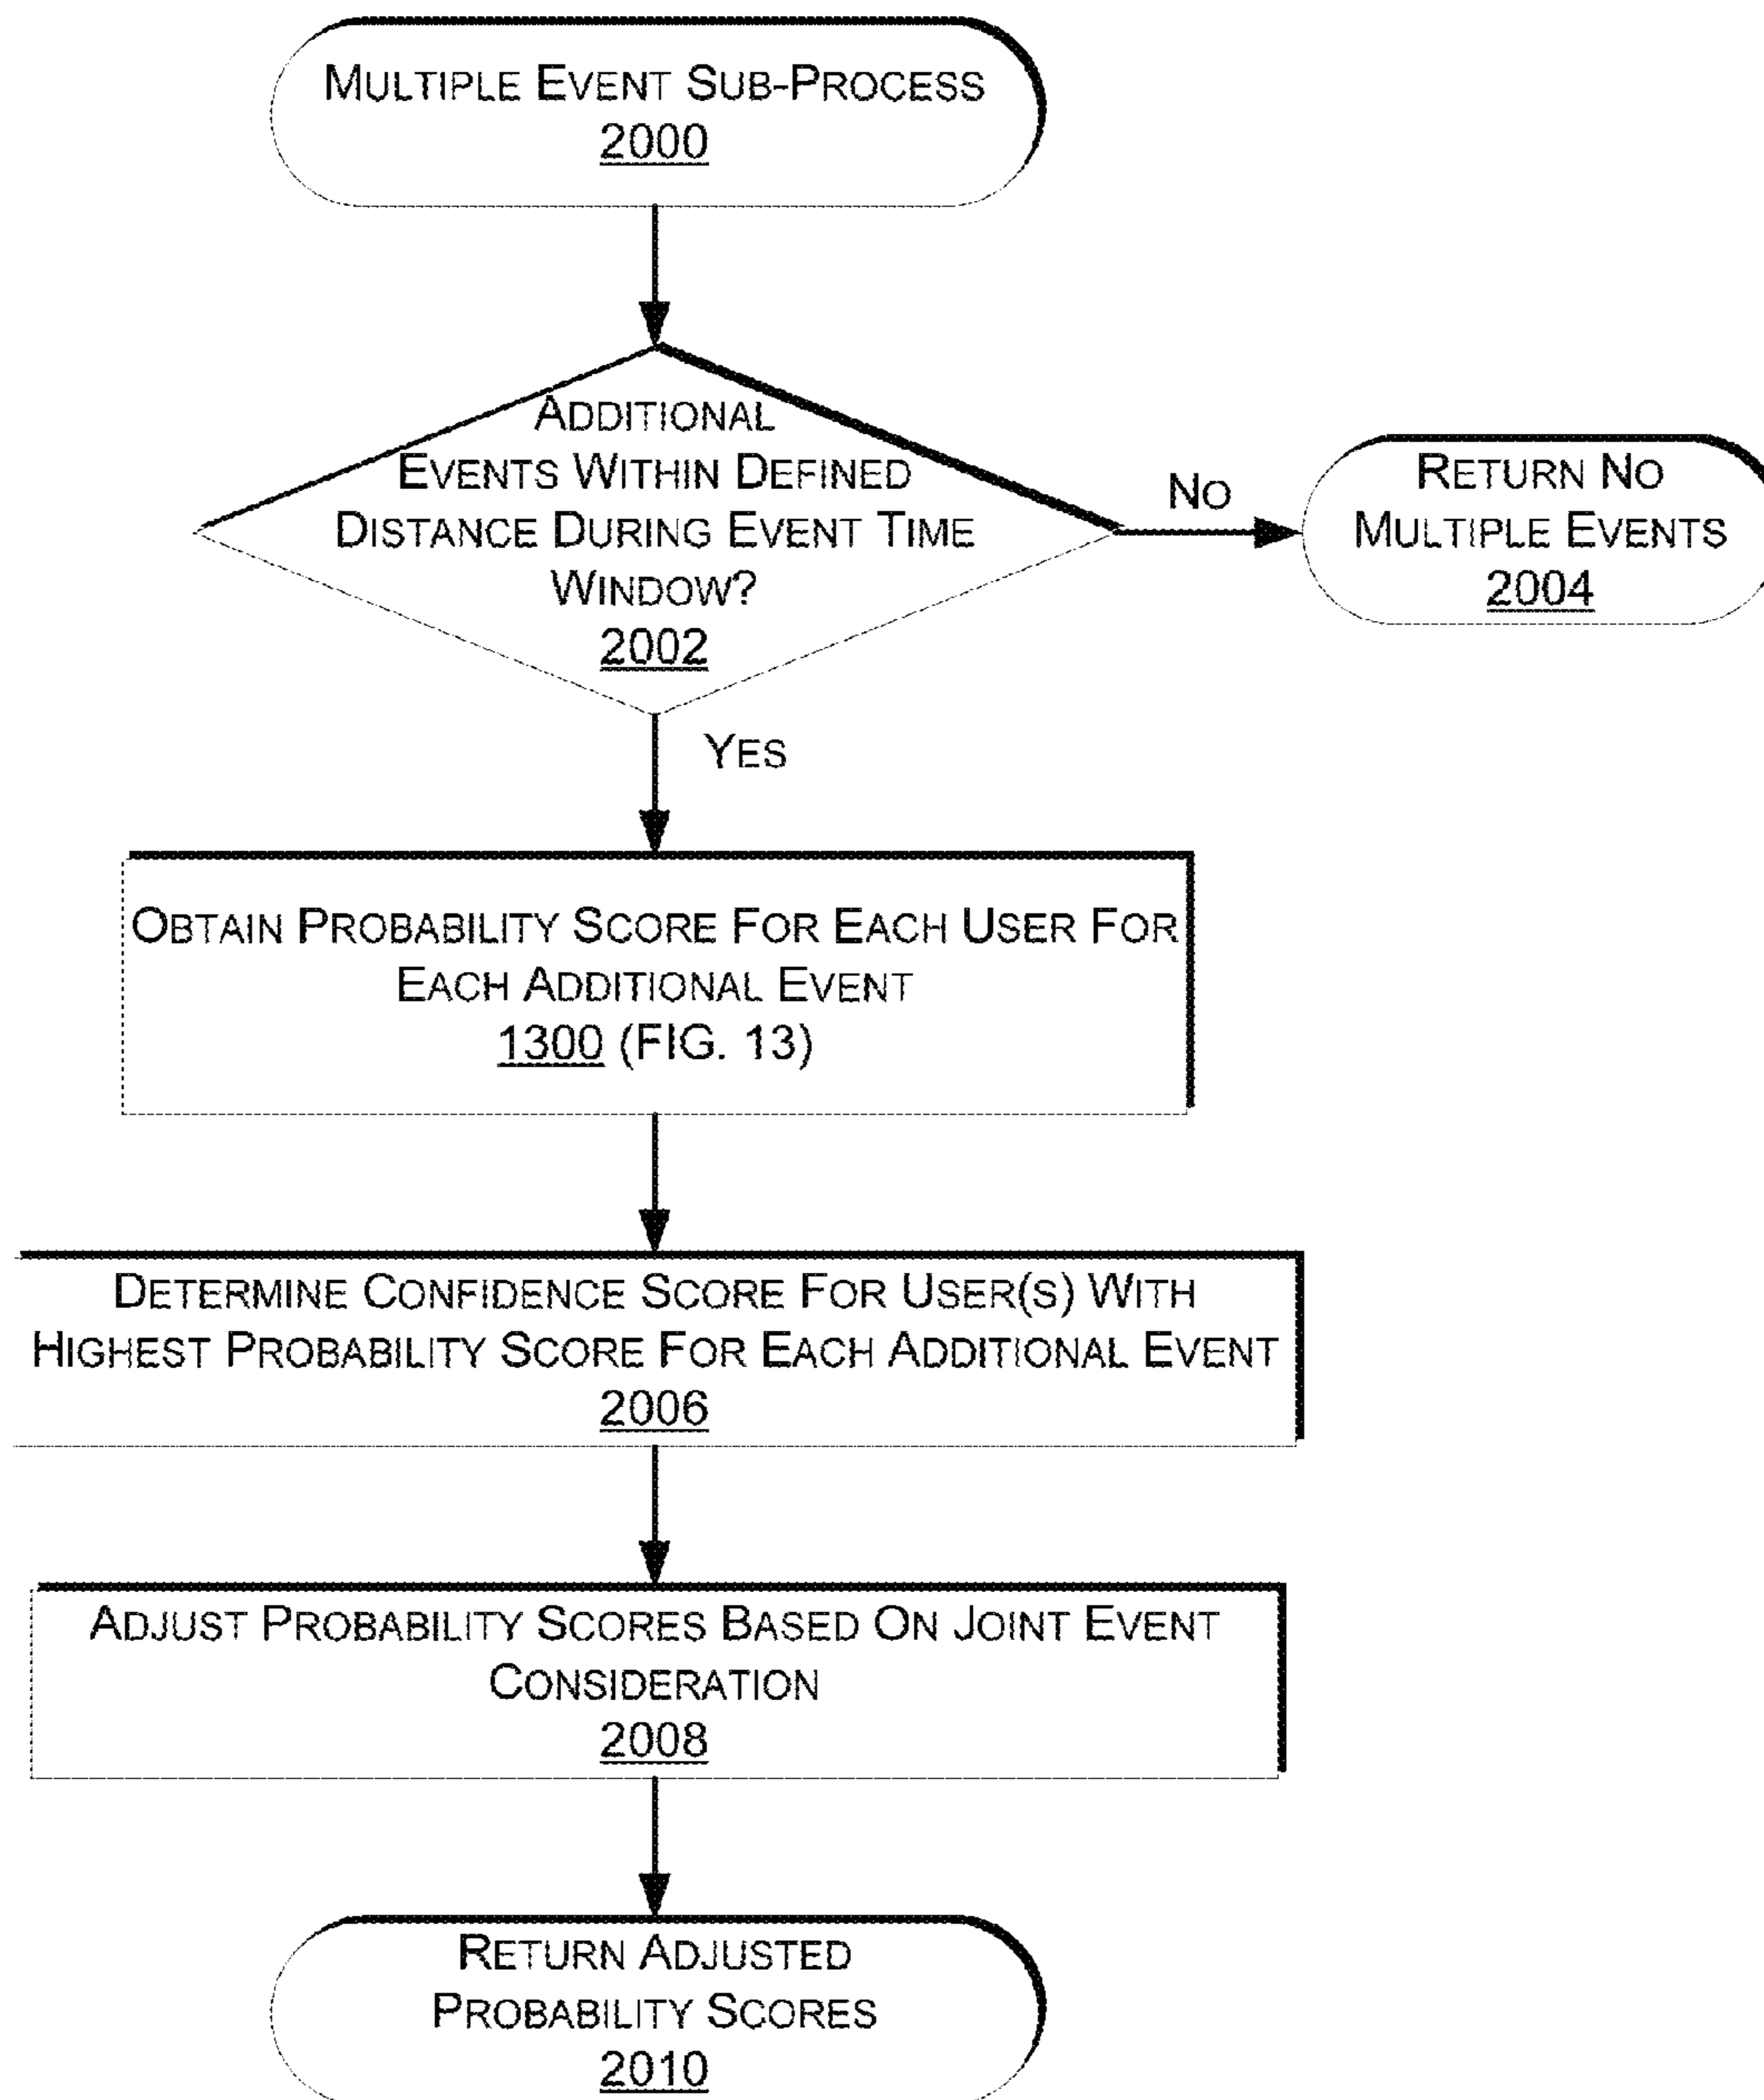 MULTIPLE EVENT SUB-PROCESS
2000
ADDITIONAL
EVENTS WITHIN DEFINED
DISTANCE DURING EVENT TIME
WINDOW?
2002
NO
RETURN NO
MULTIPLE EVENTS
2004
YES
OBTAIN PROBABILITY SCORE FOR EACH USER FOR
EACH ADDITIONAL EVENT
1300 (FIG. 13)
DETERMINE CONFIDENCE SCORE FOR USER(S) WITH
HIGHEST PROBABILITY SCORE FOR EACH ADDITIONAL EVENT
2006
ADJUST PROBABILITY SCORES BASED ON JOINT EVENT
CONSIDERATION
2008
RETURN ADJUSTED
PROBABILITY SCORES
2010